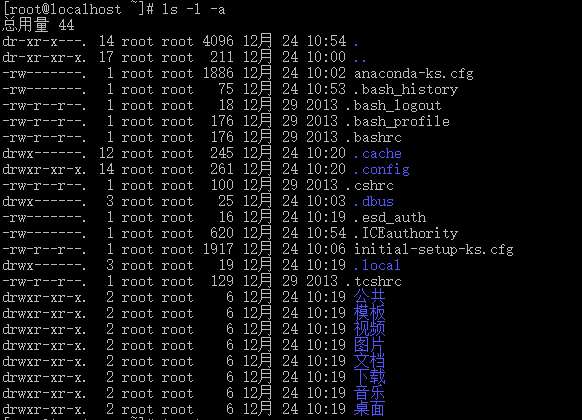 [root@localhost ~]# ls -l -a
总用量 44
dr-xr-x---. 14 root root 4096 12月 24 10:54 .
dr-xr-xr-x. 17 root root 211 12月 24 10:00 ..
-rw-------. 1 root root 1886 12月 24 10:02 anaconda-ks.cfg
-rw-------. 1 root root 75 12月 24 10:53 .bash_history
-rw-r--r--. 1 root root 18 12月 29 2013 .bash_logout
-rw-r--r--. 1 root root 176 12月 29 2013 .bash_profile
-rw-r--r--. 1 root root 176 12月 29 2013 .bashrc
drwx------. 12 root root 245 12月 24 10:20 .cache
drwxr-xr-x. 14 root root 261 12月 24 10:20 .config
-rw-r--r--. 1 root root 100 12月 29 2013 .cshrc
drwx------. 3 root root 25 12月 24 10:03 .dbus
-rw-------. 1 root root 16 12月 24 10:19 .esd_auth
-rw-------. 1 root root 620 12月 24 10:54 .ICEauthority
-rw-r--r--. 1 root root 1917 12月 24 10:06 initial-setup-ks.cfg
drwx------. 3 root root 19 12月 24 10:19 .local
-rw-r--r--. 1 root root 129 12月 29 2013 .tcshrc
drwxr-xr-x. 2 root root 6 12月 24 10:19 公共
drwxr-xr-x. 2 root root 6 12月 24 10:19 模板
drwxr-xr-x. 2 root root 6 12月 24 10:19 视频
drwxr-xr-x. 2 root root 6 12月 24 10:19 图片
drwxr-xr-x. 2 root root 6 12月 24 10:19 文档
drwxr-xr-x. 2 root root 6 12月 24 10:19 下载
drwxr-xr-x. 2 root root 6 12月 24 10:19 音乐
drwxr-xr-x. 2 root root 6 12月 24 10:19 桌面